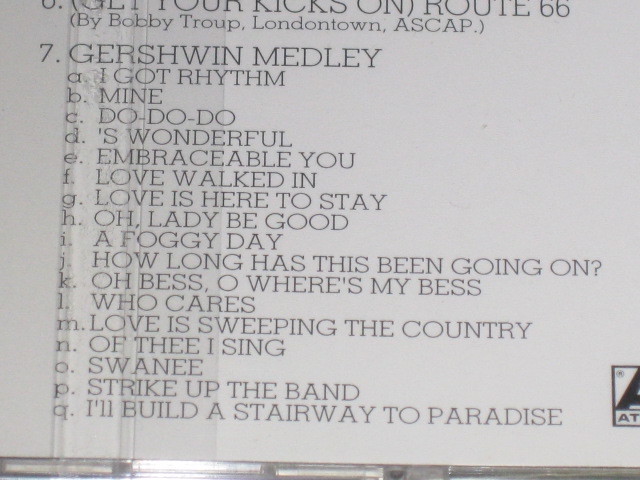 6. (GET YOUR KICKS ON) ROUTE 66
(By Bobby Troup, Londontown, ASCAP.)
7. GERSHWIN MEDLEY
a. I GOT RHYTHM
b. MINE
c. DO-DO-DO
d. 'S WONDERFUL
e. EMBRACEABLE YOU
f. LOVE WALKED IN
g. LOVE IS HERE TO STAY
h. OH, LADY BE GOOD
i. A FOGGY DAY
j. HOW LONG HAS THIS BEEN GOING ON?
k. OH BESS, O WHERE'S MY BESS
l. WHO CARES
m. LOVE IS SWEEPING THE COUNTRY
n. OF THEE I SING
o. SWANEE
p. STRIKE UP THE BAND
q. I'll BUILD A STAIRWAY TO PARADISE
®
AT